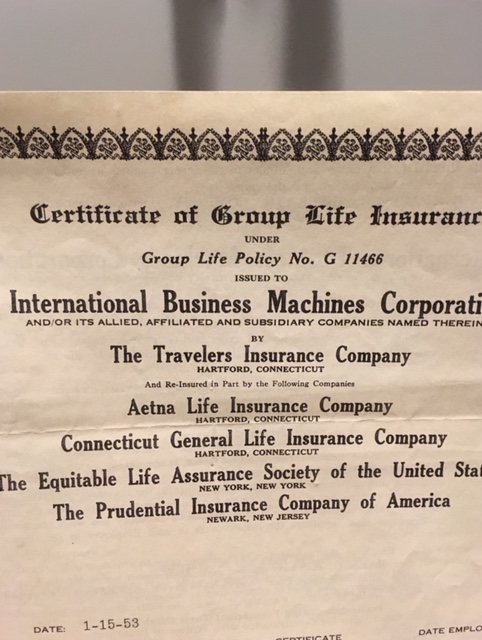 Certificate of Group Life Insuranc
UNDER
Group Life Policy No. G 11466
ISSUED TO
International Business Machines Corporati
AND/OR ITS ALLIED, AFFILIATED AND SUBSIDIARY COMPANIES NAMED THEREIN
BY
The Travelers Insurance Company
HARTFORD, CONNECTICUT
And Re-Insured in Part by the Following Companies
Aetna Life Insurance Company
HARTFORD, CONNECTICUT
Connecticut General Life Insurance Company
HARTFORD, CONNECTICUT
The Equitable Life Assurance Society of the United Stat
NEW YORK, NEW YORK
The Prudential Insurance Company of America
NEWARK, NEW JERSEY
DATE: 1-15-53
CERTIFICATE
DATE EMPLO